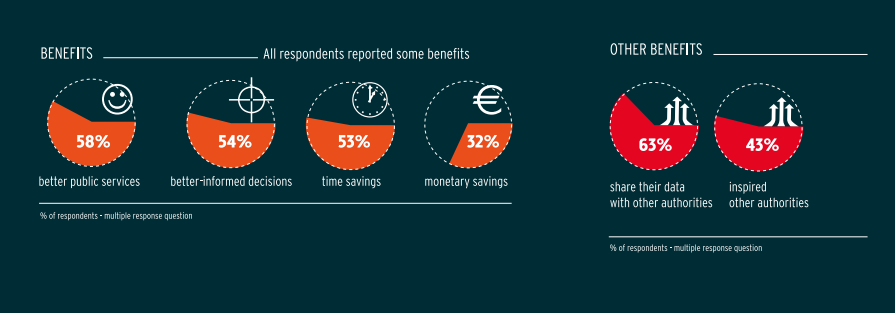 BENEFITS
All respondents reported some benefits
58%
54%
53%
32%
better public services
better-informed decisions
time savings
monetary savings
% of respondents - multiple response question
OTHER BENEFITS
63%
43%
share their data
with other authorities
inspired
other authorities
% of respondents - multiple response question